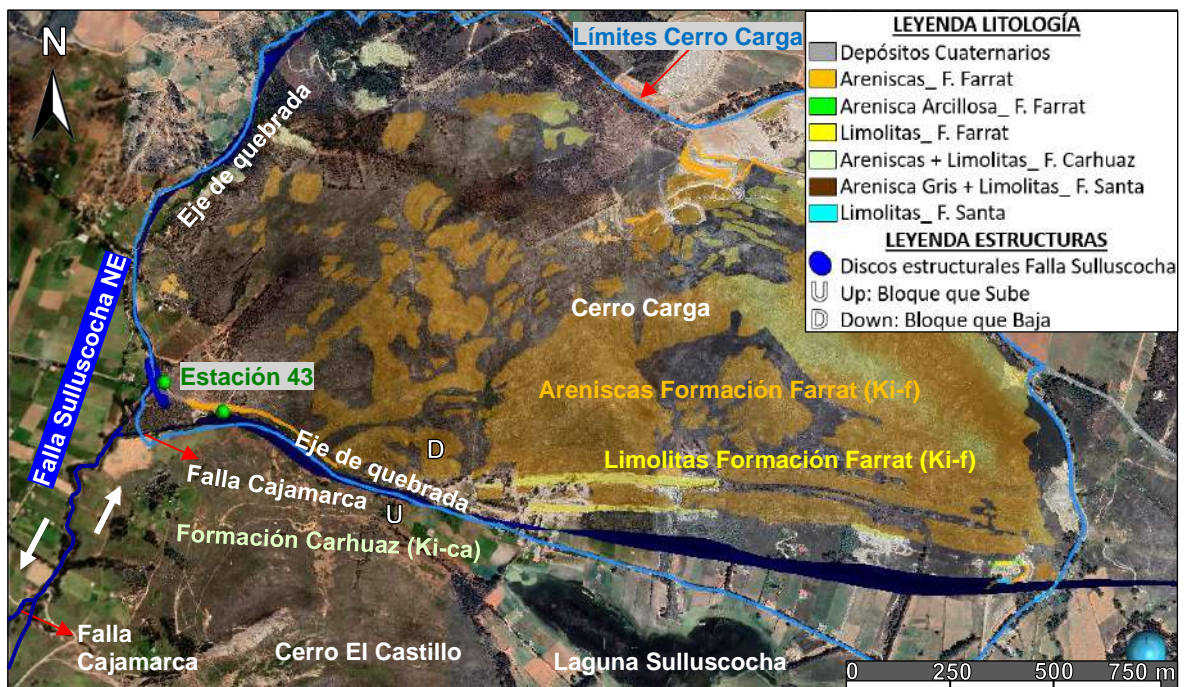 N
Límites Cerro Carga
Eje de quebrada
Falla Sulluscocha NE
Estación 43
Cerro Carga
Areniscas Formación Farrat (Ki-f)
Limolitas Formación Farrat (Ki-f)
Eje de quebrada
D
U
Falla Cajamarca
Formación Carhuaz (Ki-ca)
Falla
Cajamarca
Cerro El Castillo
Laguna Sulluscocha
LEYENDA LITOLOGÍA
Depósitos Cuaternarios
Areniscas_ F. Farrat
Arenisca Arcillosa_ F. Farrat
Limolitas_ F. Farrat
Areniscas + Limolitas_ F. Carhuaz
Arenisca Gris + Limolitas_ F. Santa
Limolitas_ F. Santa
LEYENDA ESTRUCTURAS
Discos estructurales Falla Sulluscocha
U Up: Bloque que Sube
D Down: Bloque que Baja
0 250 500 750 m